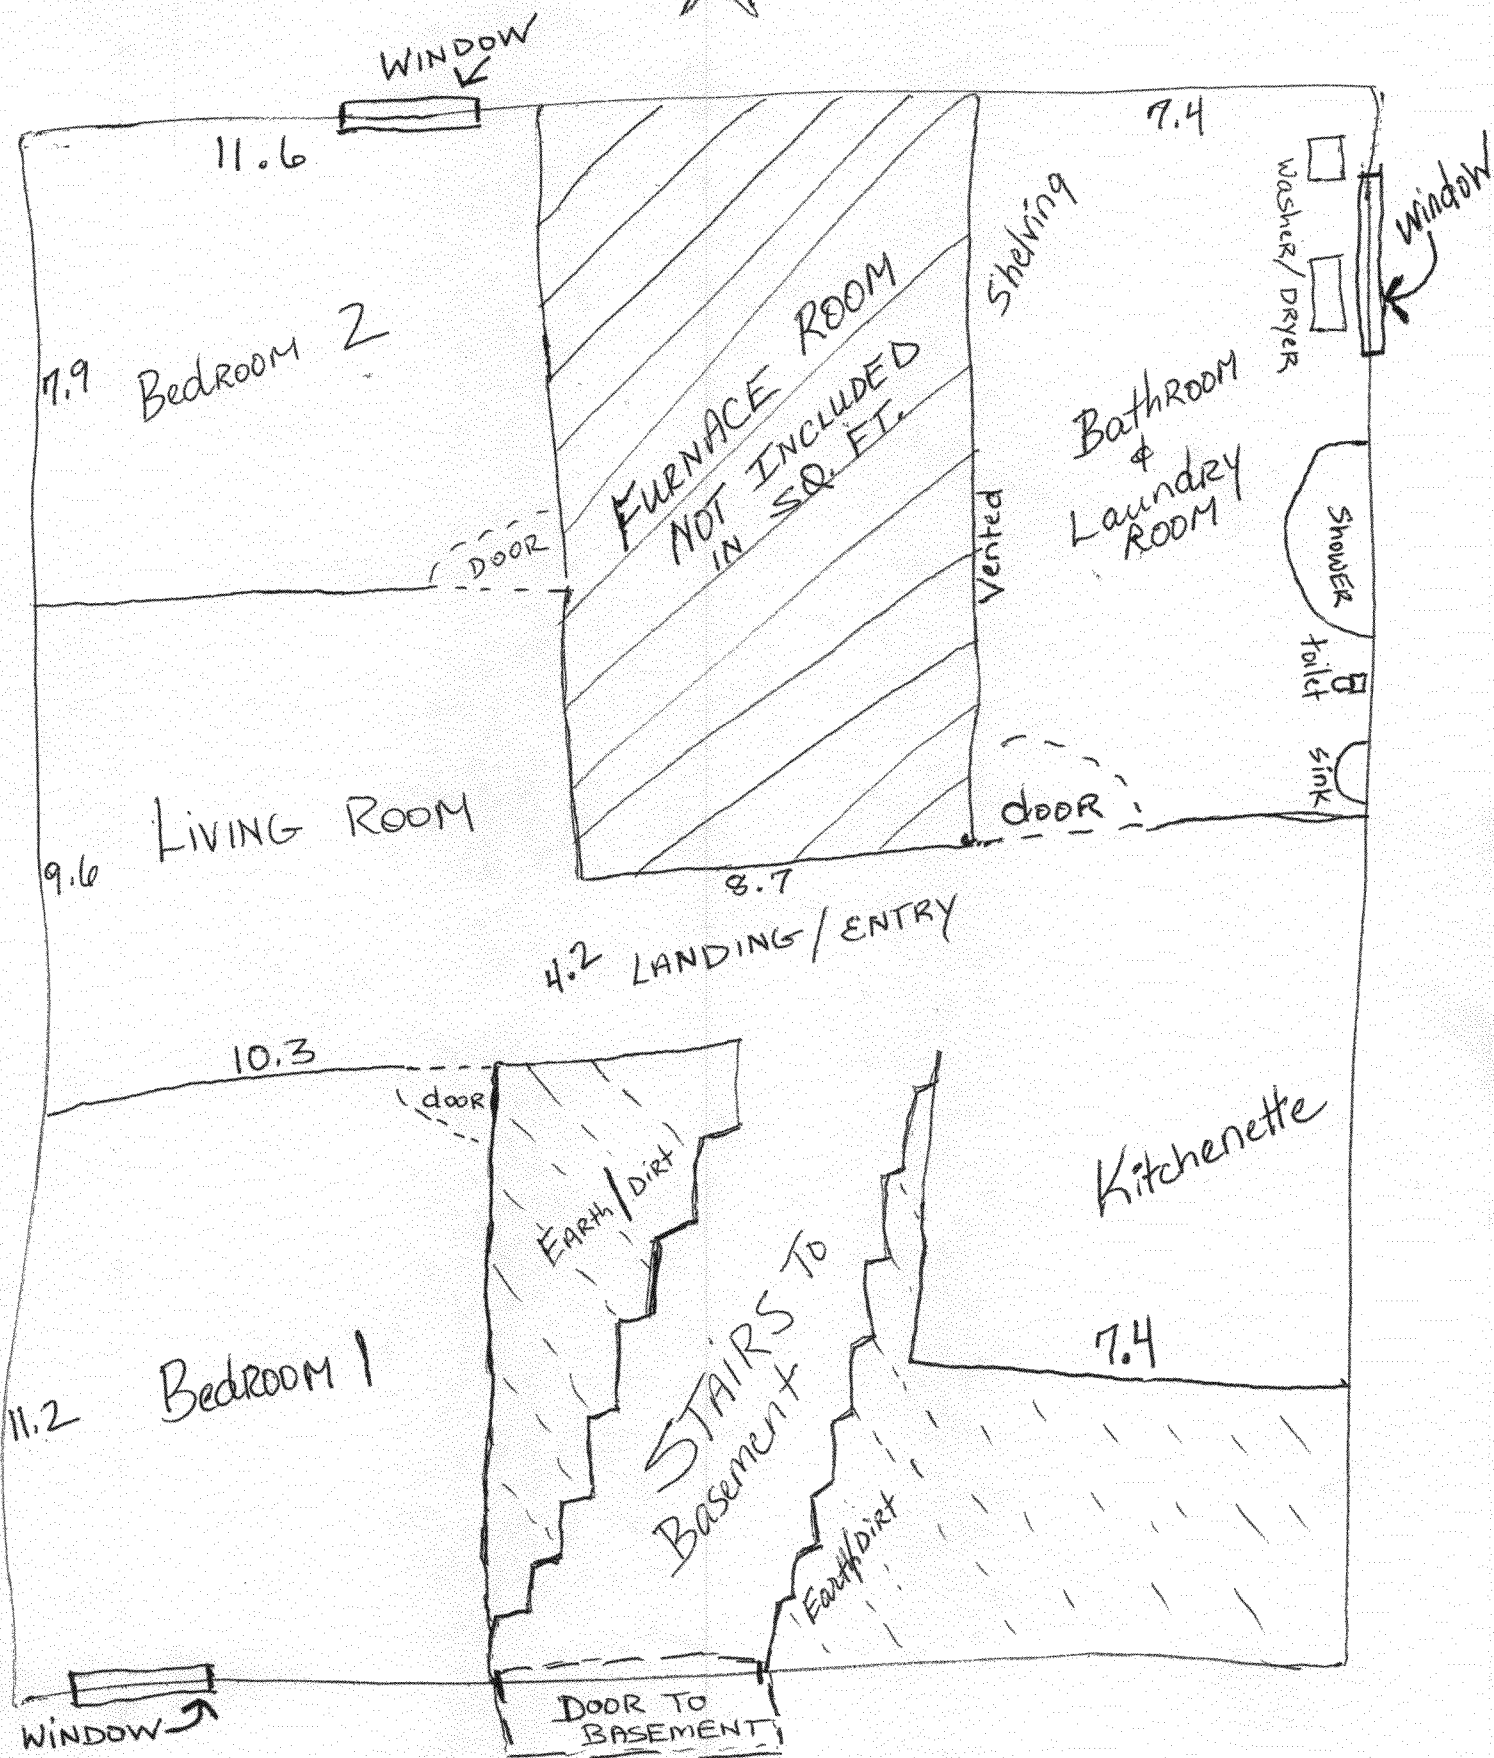 WINDOW
11.6
7.4
Washer/DRyeR
Window
Shelving
7.9
BedRoom 2
FURNACE ROOM
NOT INCLUDED
IN SQ. FT.
BathRoom
&
Laundry
ROOM
Vented
SHOWER
DOOR
toilet
sink
dOOR
LIVING ROOM
9.6
8.7
4.2 LANDING/ENTRY
10.3
dooR
EARth/DiRt
Kitchenette
7.4
STAIRS TO
Basement
BedRoom 1
11.2
Earth/DiRt
WINDOW
DOOR TO
BASEMENT